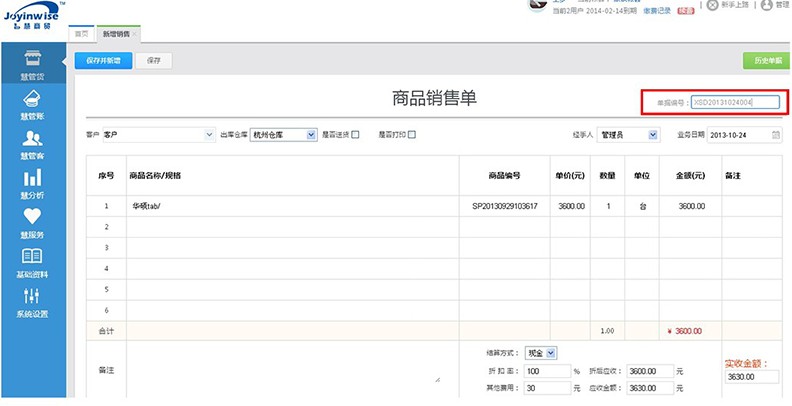 Joyinwise
智慧商贸
当前2用户 2014-02-14到期 做套记录 续套
新手上路
管理
首页 新增销售
保存并新增 保存 历史单据
慧管货
慧管账
慧管客
慧分析
慧服务
基础资料
系统设置
商品销售单
单据编号： XSD20131024004
客户 客户 出库仓库 杭州仓库 是否送货 是否打印 经手人 管理员 业务日期 2013-10-24
序号 商品名称/规格 商品编号 单价(元) 数量 单位 金额(元) 备注
1 华硕tab/ SP20130929103617 3600.00 1 台 3600.00
2
3
4
5
6
合计 1.00 ¥ 3600.00
备注
结算方式： 现金
折 扣 率： 100 % 折后应收： 3600.00 元
其他费用： 30 元 应收金额： 3630.00 元
实收金额：
3630.00